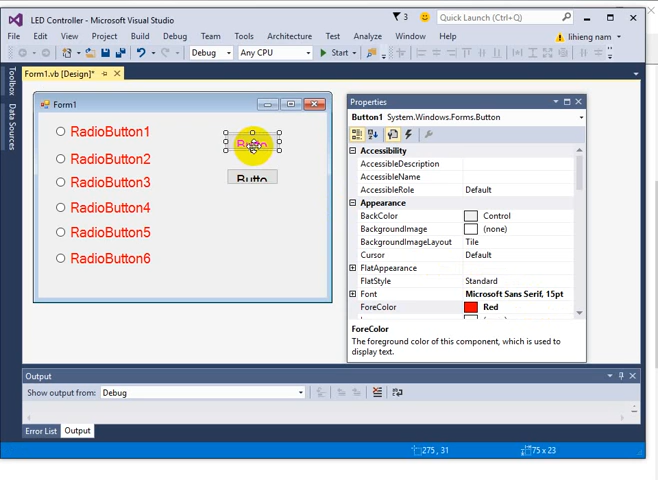 LED Controller - Microsoft Visual Studio
3
Quick Launch (Ctrl+Q)
File Edit View Project Build Debug Team Tools Architecture Test Analyze Window Help
lihieng nam
Debug Any CPU Start
Form1.vb [Design]*
Toolbox
Data Sources
Form1
RadioButton1
RadioButton2
RadioButton3
RadioButton4
RadioButton5
RadioButton6
Butto
Properties
Button1 System.Windows.Forms.Button
Accessibility
AccessibleDescription
AccessibleName
AccessibleRole Default
Appearance
BackColor Control
BackgroundImage (none)
BackgroundImageLayout Tile
Cursor Default
FlatAppearance
FlatStyle Standard
Font Microsoft Sans Serif, 15pt
ForeColor Red
ForeColor
The foreground color of this component, which is used to
display text.
Output
Show output from: Debug
Error List Output
275 , 31
75 x 23